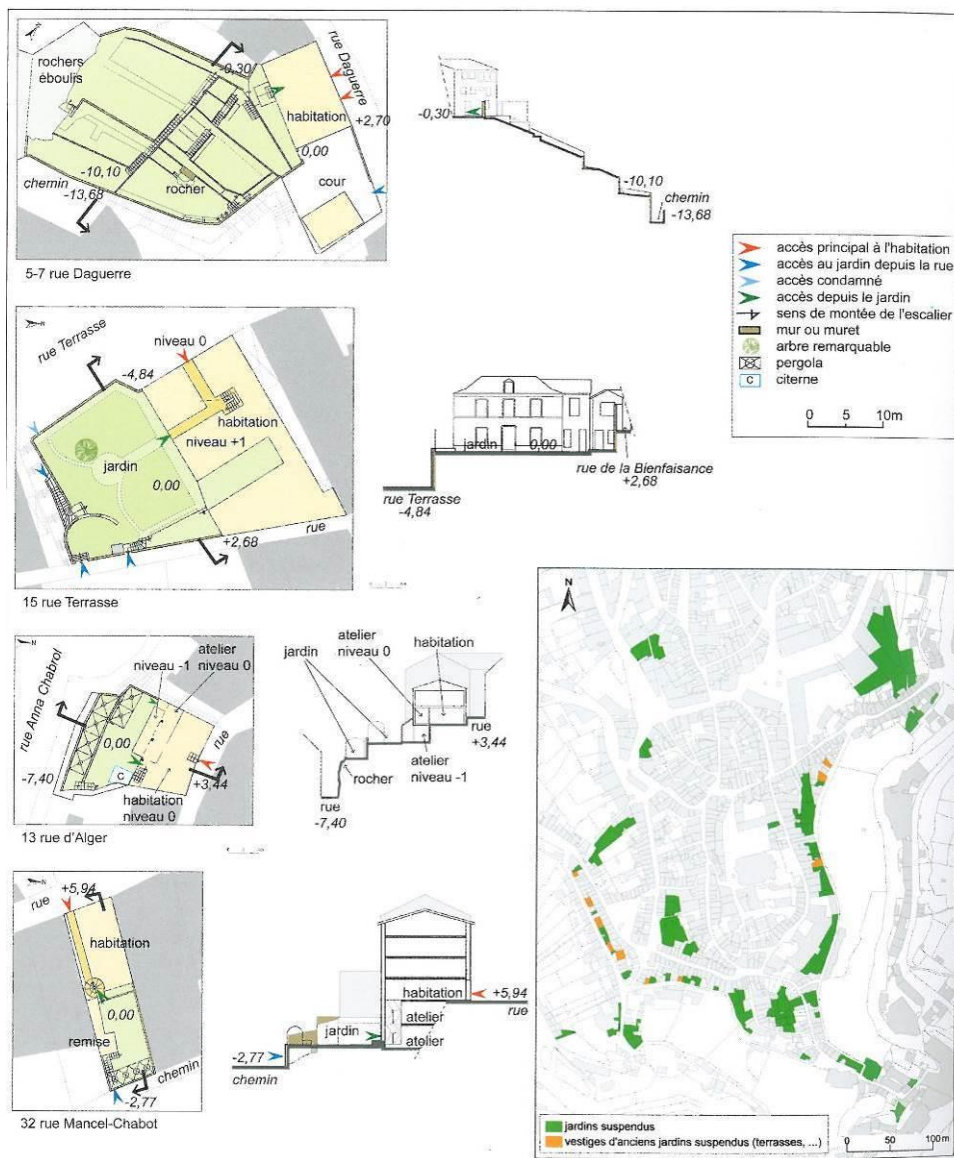 N
rochers
éboulis
-0,30
rue Daguerre
habitation
+2,70
0,00
-10,10
chemin
-13,68
rocher
cour
5-7 rue Daguerre
-0,30
-10,10
chemin
-13,68
accès principal à l'habitation
accès au jardin depuis la rue
accès condamné
accès depuis le jardin
sens de montée de l'escalier
mur ou muret
arbre remarquable
pergola
C citerne
0 5 10m
N
rue Terrasse
niveau 0
-4,84
habitation
niveau +1
jardin
0,00
rue
+2,68
15 rue Terrasse
jardin 0,00
rue de la Bienfaisance
+2,68
rue Terrasse
-4,84
N
atelier
niveau 0
niveau -1
rue Anna Chabrol
0,00
rue
C
-7,40
+3,44
habitation
niveau 0
13 rue d'Alger
jardin
atelier
niveau 0
habitation
rue
+3,44
rocher
atelier
niveau -1
rue
-7,40
N
+5,94
rue
habitation
0,00
remise
chemin
-2,77
32 rue Mancel-Chabot
habitation
+5,94
rue
jardin
atelier
atelier
-2,77
chemin
N
jardins suspendus
vestiges d'anciens jardins suspendus (terrasses, ...)
0 50 100m